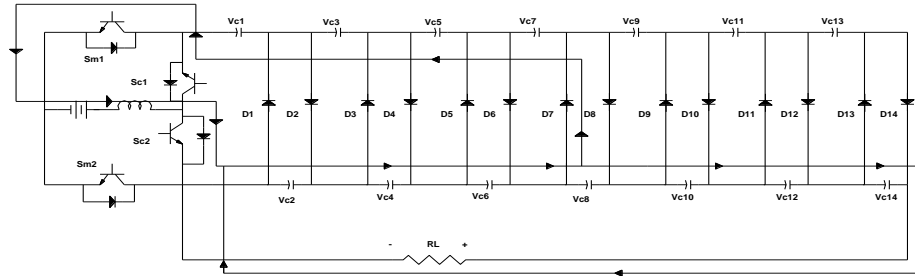 Vc1 Vc3 Vc5 Vc7 Vc9 Vc11 Vc13
Sm1
Sc1
D1 D2 D3 D4 D5 D6 D7 D8 D9 D10 D11 D12 D13 D14
Sc2
Sm2
Vc2 Vc4 Vc6 Vc8 Vc10 Vc12 Vc14
- RL +